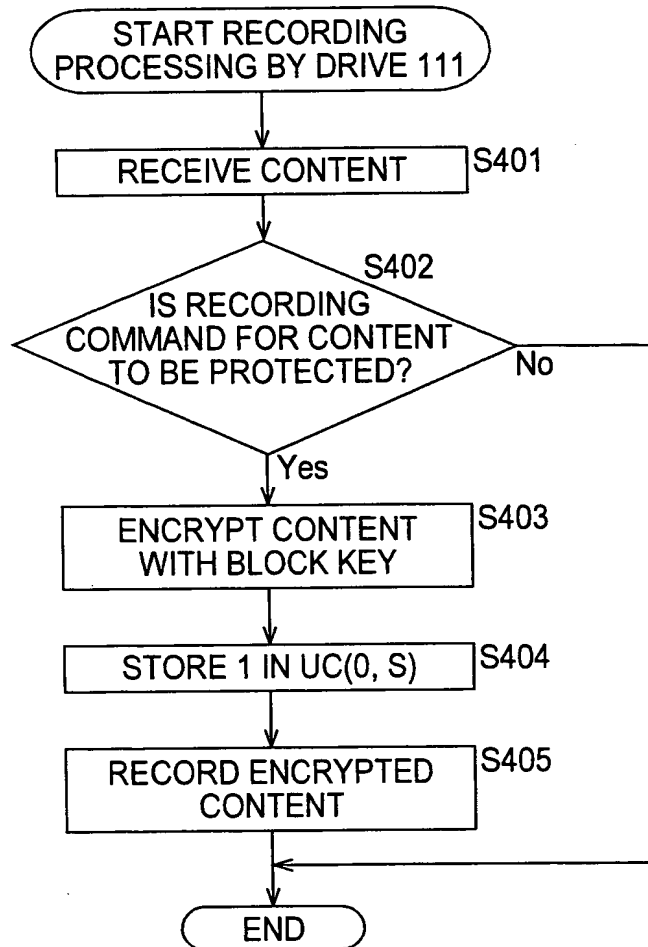 START RECORDING
PROCESSING BY DRIVE 111
RECEIVE CONTENT
S401
S402
IS RECORDING
COMMAND FOR CONTENT
TO BE PROTECTED?
No
Yes
ENCRYPT CONTENT
WITH BLOCK KEY
S403
STORE 1 IN UC(0, S)
S404
RECORD ENCRYPTED
CONTENT
S405
END